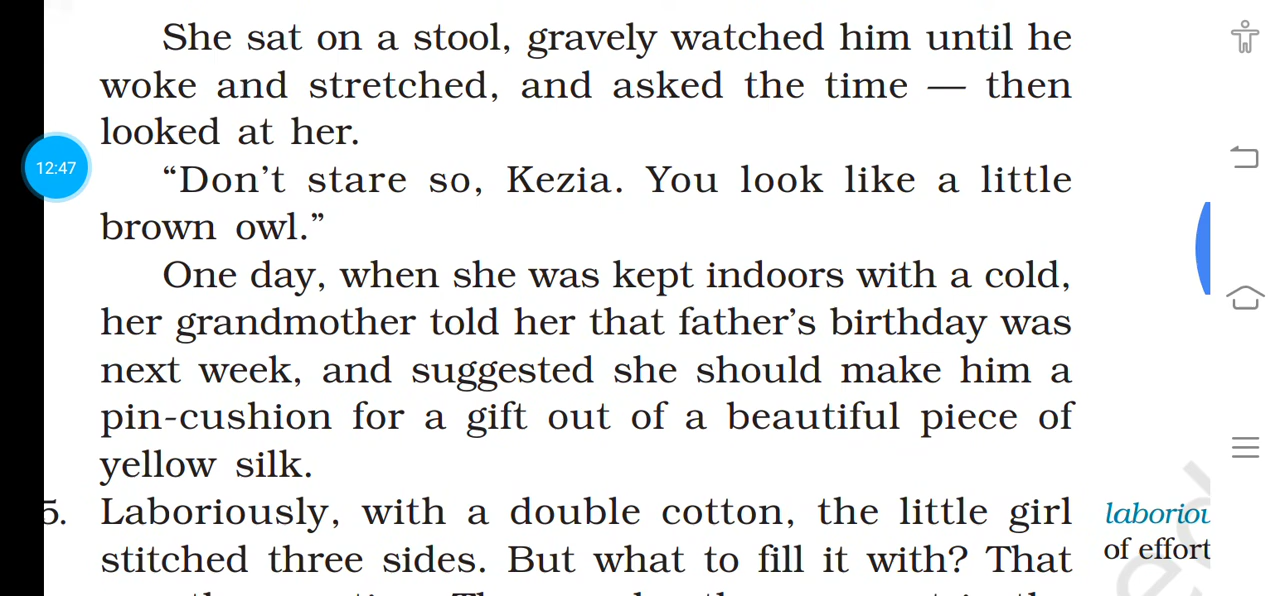 She sat on a stool, gravely watched him until he
woke and stretched, and asked the time — then
looked at her.
12:47
“Don’t stare so, Kezia. You look like a little
brown owl.”
One day, when she was kept indoors with a cold,
her grandmother told her that father’s birthday was
next week, and suggested she should make him a
pin-cushion for a gift out of a beautiful piece of
yellow silk.
5. Laboriously, with a double cotton, the little girl
stitched three sides. But what to fill it with? That
laboriou
of effort